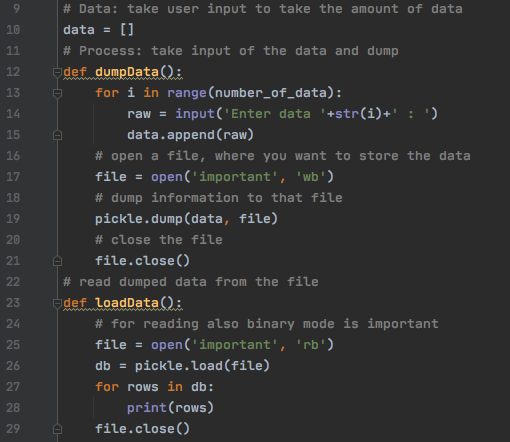 9 # Data: take user input to take the amount of data
10 data = []
11 # Process: take input of the data and dump
12 def dumpData():
13     for i in range(number_of_data):
14         raw = input('Enter data '+str(i)+' : ')
15         data.append(raw)
16     # open a file, where you want to store the data
17     file = open('important', 'wb')
18     # dump information to that file
19     pickle.dump(data, file)
20     # close the file
21     file.close()
22 # read dumped data from the file
23 def loadData():
24     # for reading also binary mode is important
25     file = open('important', 'rb')
26     db = pickle.load(file)
27     for rows in db:
28         print(rows)
29     file.close()